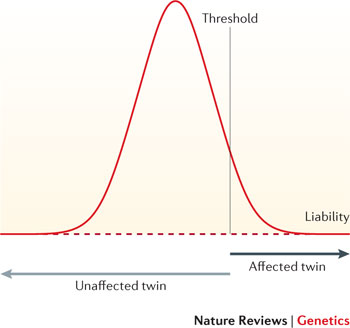 Threshold
Liability
Affected twin
Unaffected twin
Nature Reviews | Genetics